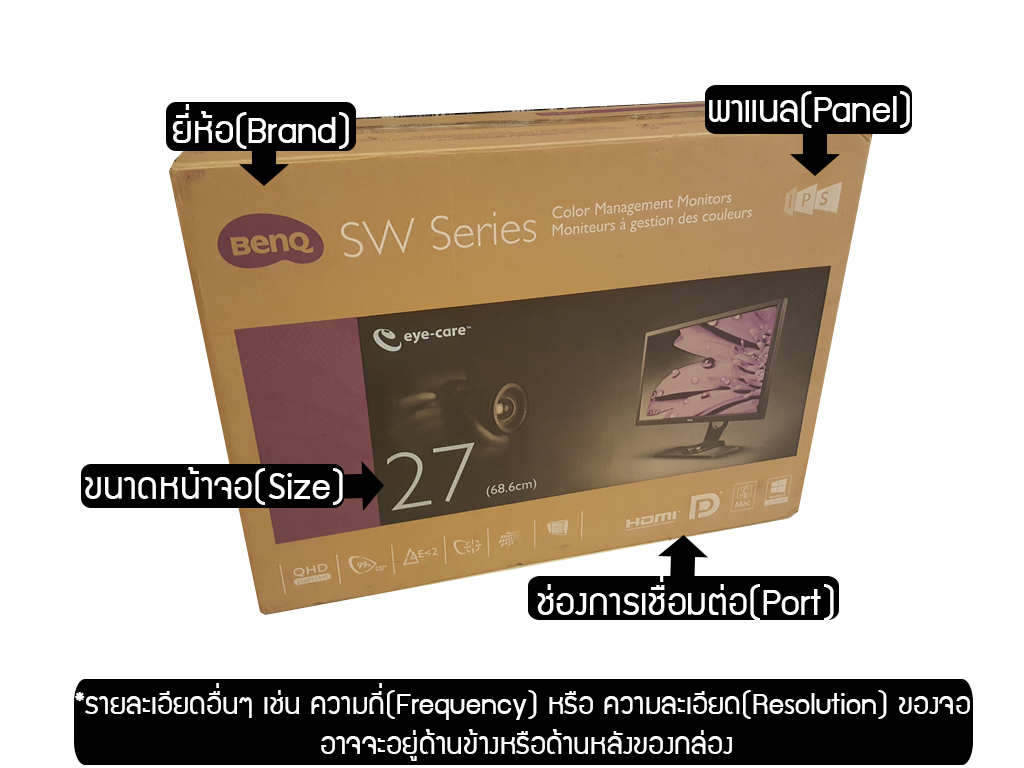 ยี่ห้อ(Brand)
พาแนล(Panel)
BenQ
SW Series
Color Management Monitors
Moniteurs à gestion des couleurs
IPS
eye-care™
ขนาดหน้าจอ(Size)
27
(68.6cm)
HDMI
Mac
QHD
99%
ΔE<2
ช่องการเชื่อมต่อ(Port)
*รายละเอียดอื่นๆ เช่น ความถี่(Frequency) หรือ ความละเอียด(Resolution) ของจอ
อาจจะอยู่ด้านข้างหรือด้านหลังของกล่อง